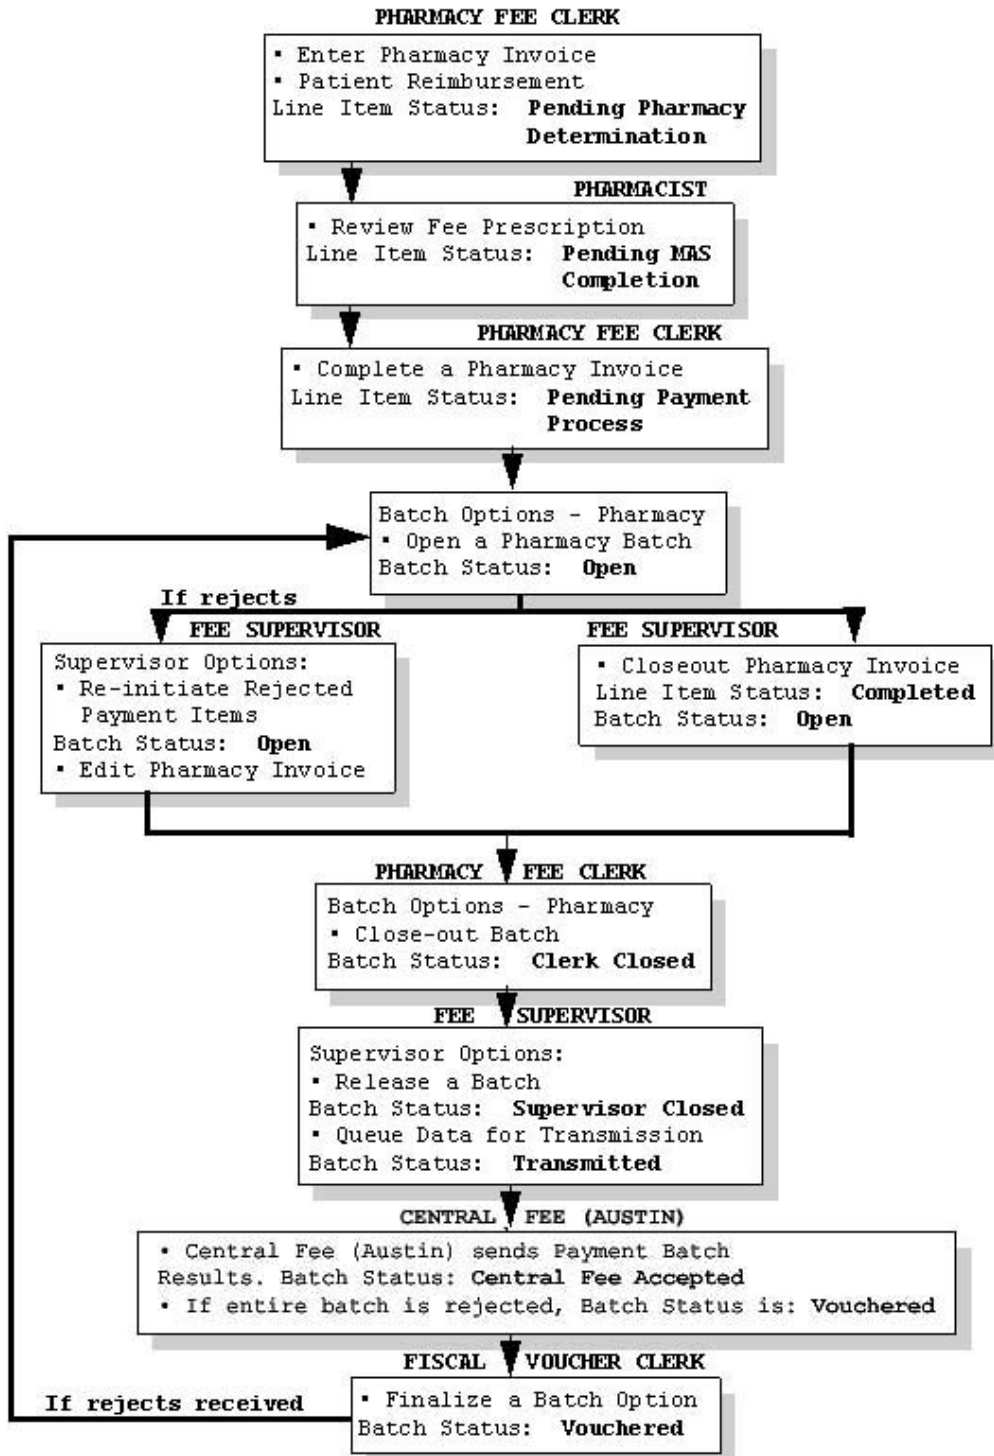 PHARMACY FEE CLERK
▪ Enter Pharmacy Invoice
▪ Patient Reimbursement
Line Item Status: Pending Pharmacy
Determination
PHARMACIST
▪ Review Fee Prescription
Line Item Status: Pending MAS
Completion
PHARMACY FEE CLERK
▪ Complete a Pharmacy Invoice
Line Item Status: Pending Payment
Process
Batch Options - Pharmacy
▪ Open a Pharmacy Batch
Batch Status: Open
If rejects
FEE SUPERVISOR
Supervisor Options:
▪ Re-initiate Rejected
Payment Items
Batch Status: Open
▪ Edit Pharmacy Invoice
FEE SUPERVISOR
▪ Closeout Pharmacy Invoice
Line Item Status: Completed
Batch Status: Open
PHARMACY FEE CLERK
Batch Options - Pharmacy
▪ Close-out Batch
Batch Status: Clerk Closed
FEE SUPERVISOR
Supervisor Options:
▪ Release a Batch
Batch Status: Supervisor Closed
▪ Queue Data for Transmission
Batch Status: Transmitted
CENTRAL FEE (AUSTIN)
▪ Central Fee (Austin) sends Payment Batch
Results. Batch Status: Central Fee Accepted
▪ If entire batch is rejected, Batch Status is: Vouchered
FISCAL VOUCHER CLERK
▪ Finalize a Batch Option
Batch Status: Vouchered
If rejects received